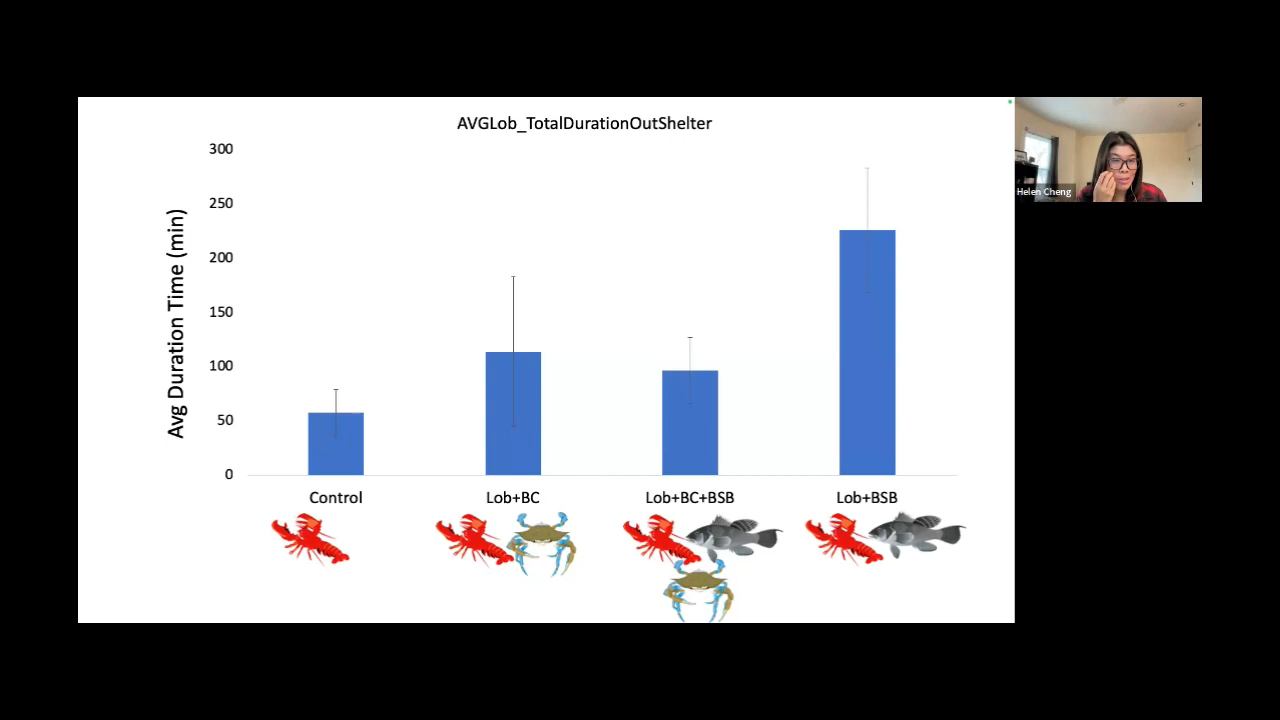 AVGLob_TotalDurationOutShelter
Avg Duration Time (min)
300
250
200
150
100
50
0
Control
Lob+BC
Lob+BC+BSB
Lob+BSB
Helen Cheng